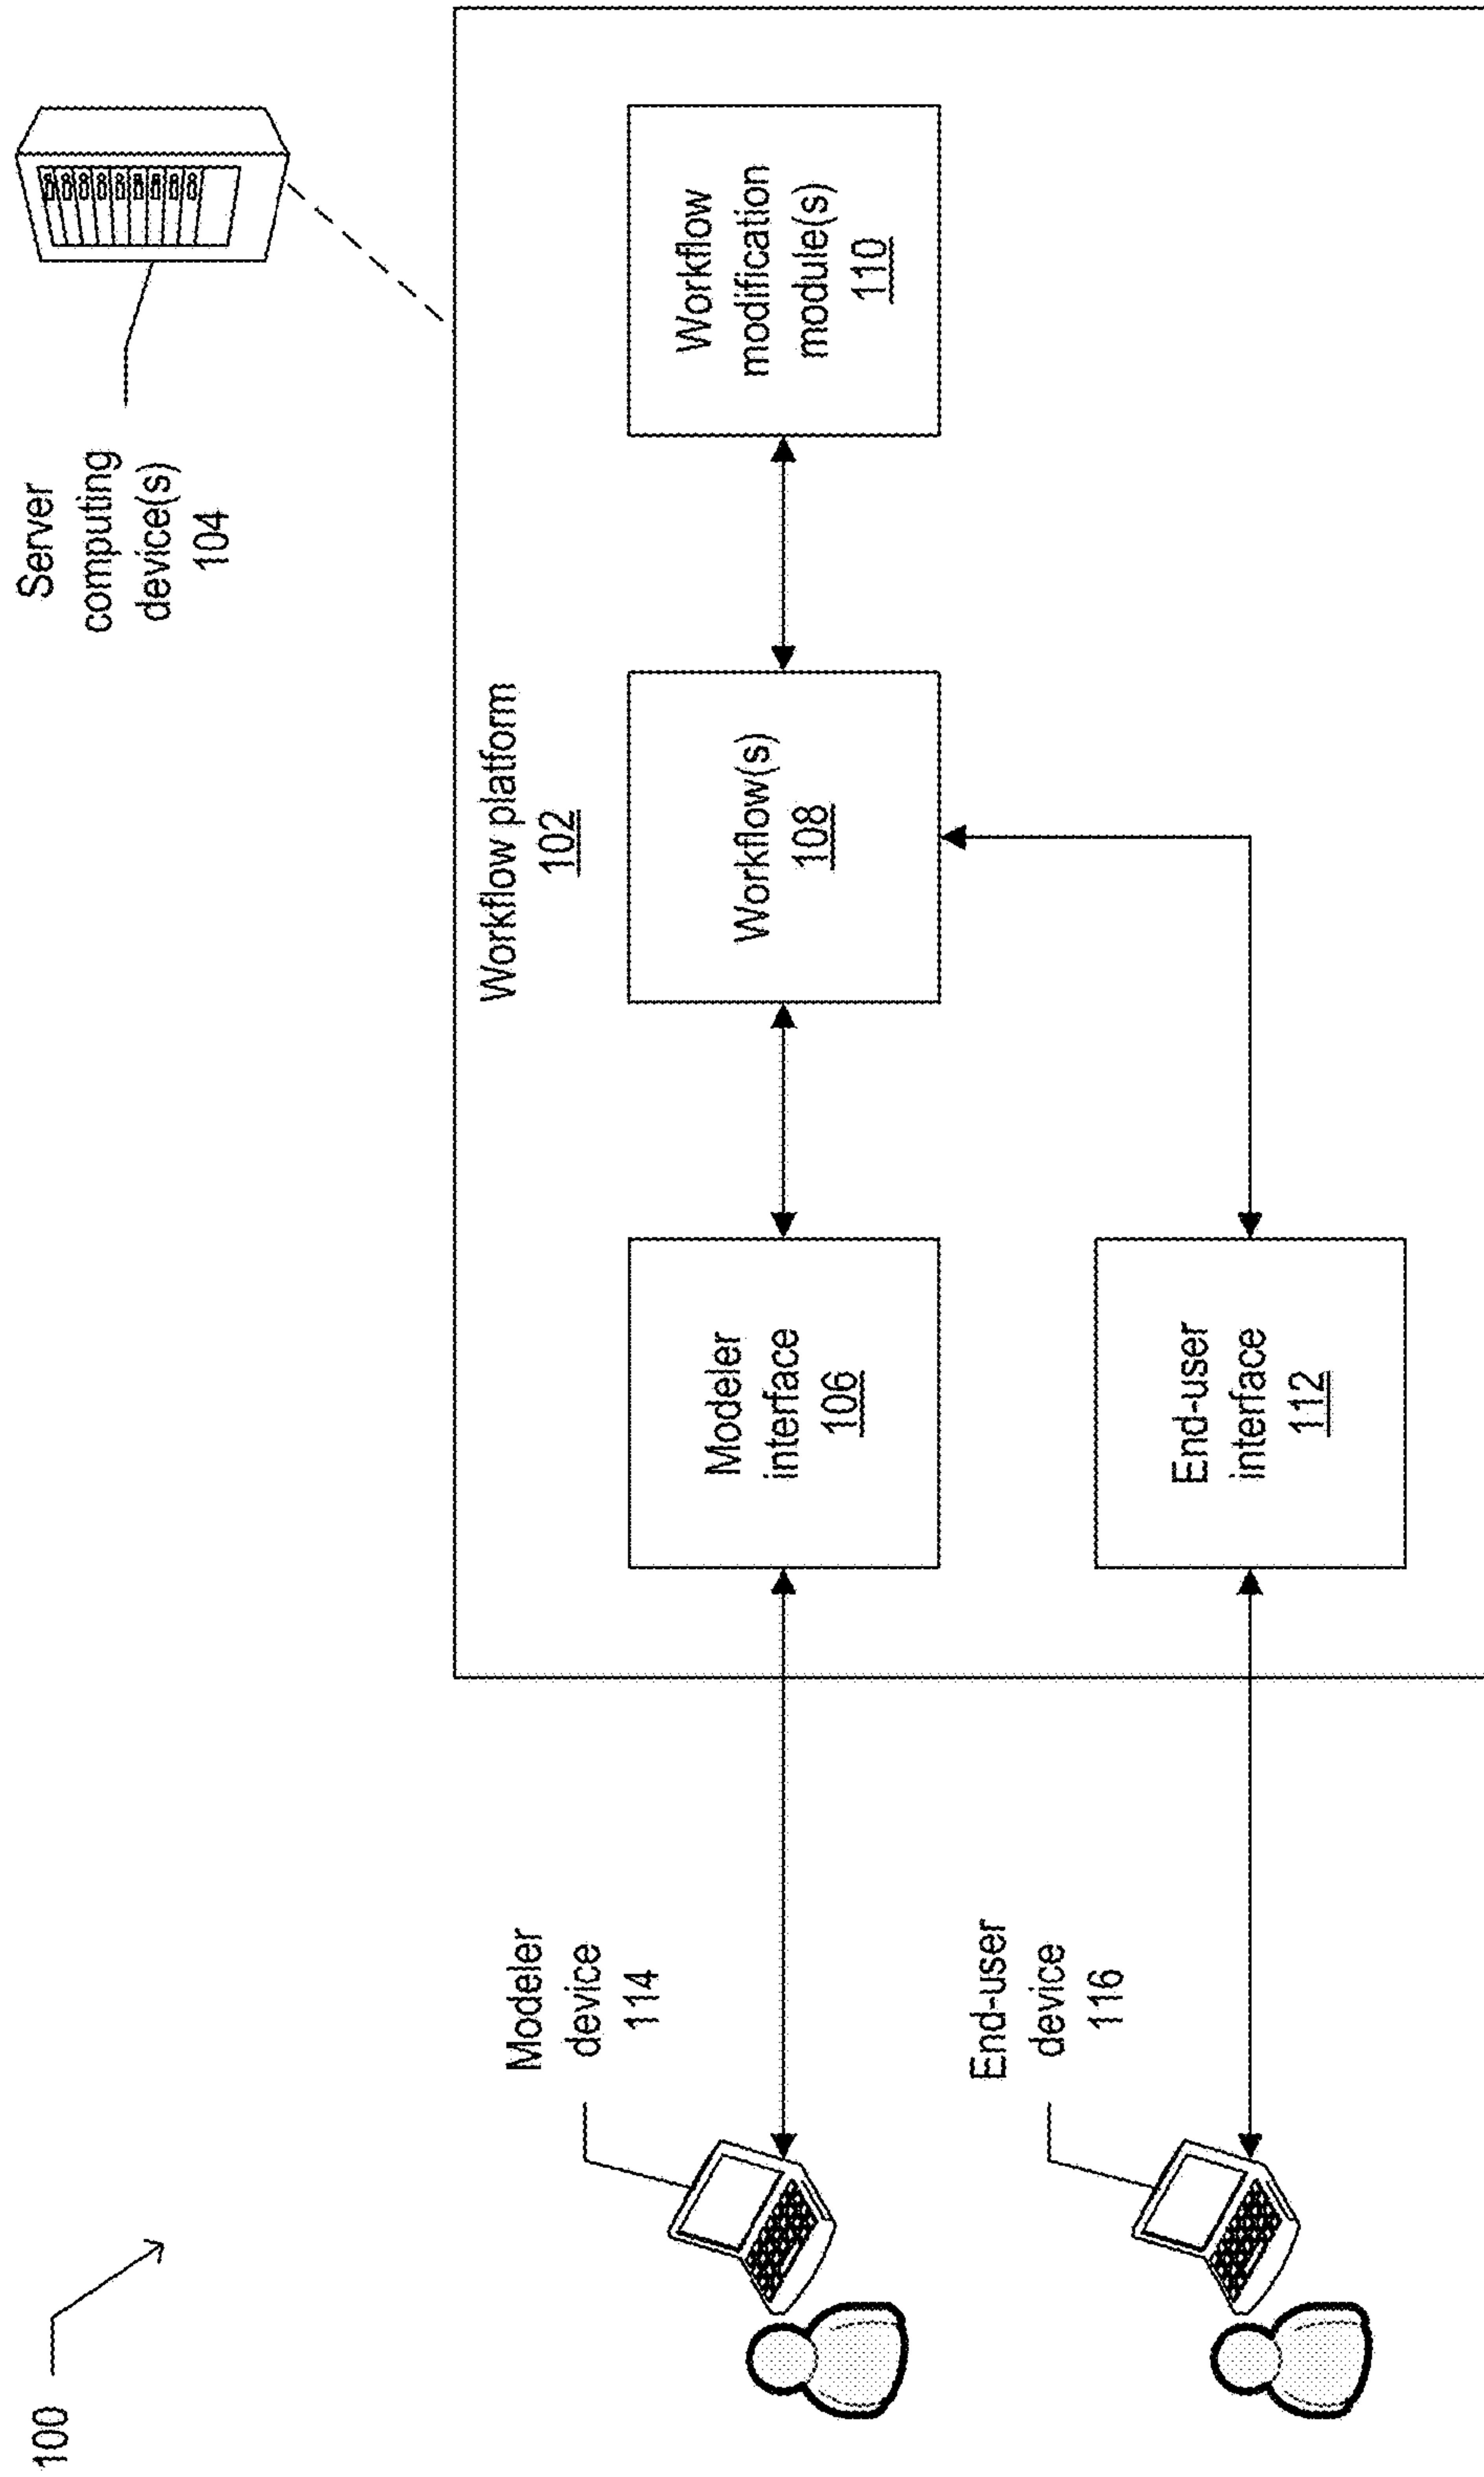 100
Server
computing
device(s)
104
Workflow platform
102
Modeler
device
114
Modeler
interface
106
Workflow(s)
108
Workflow
modification
module(s)
110
End-user
device
116
End-user
interface
112